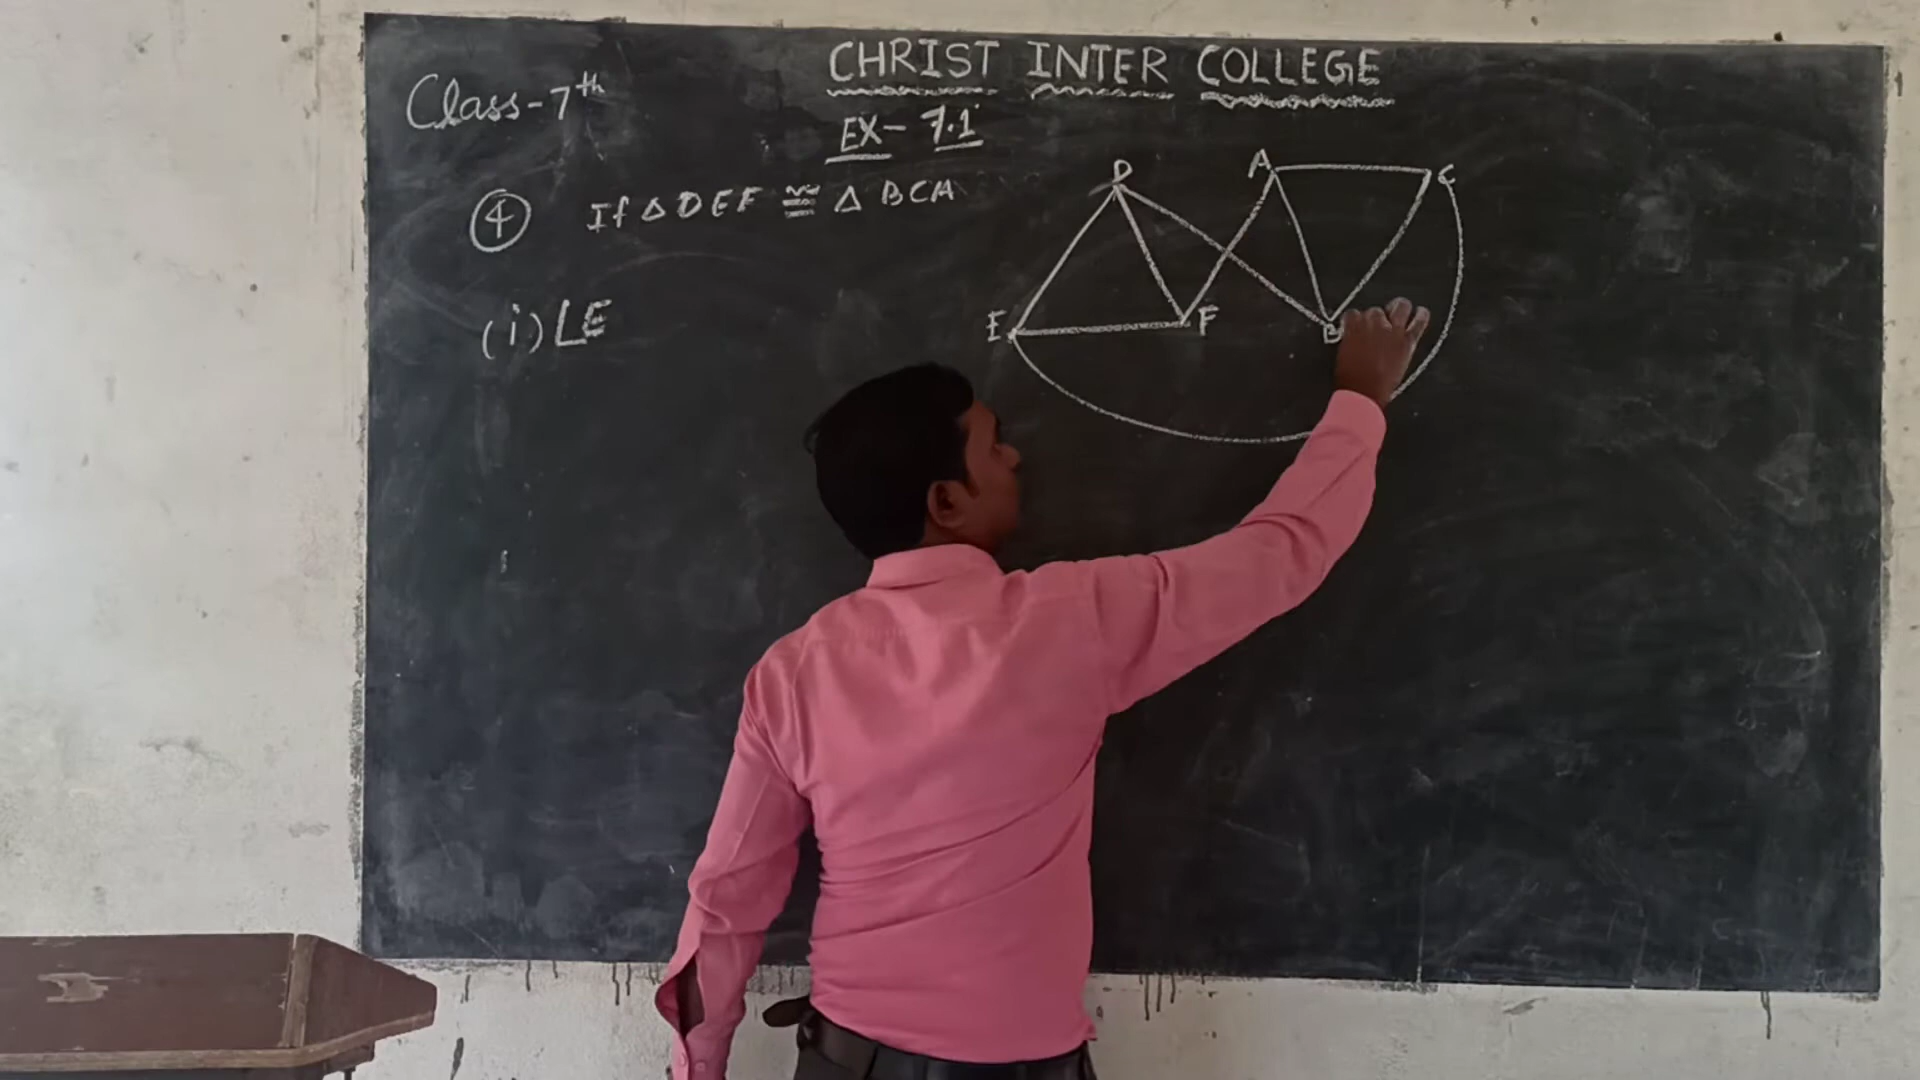 CHRIST INTER COLLEGE
Class-7th
EX- 7.1
④ If △ DEF ≅ △ BCA
(i) ∠E
D
A
C
E
F
B